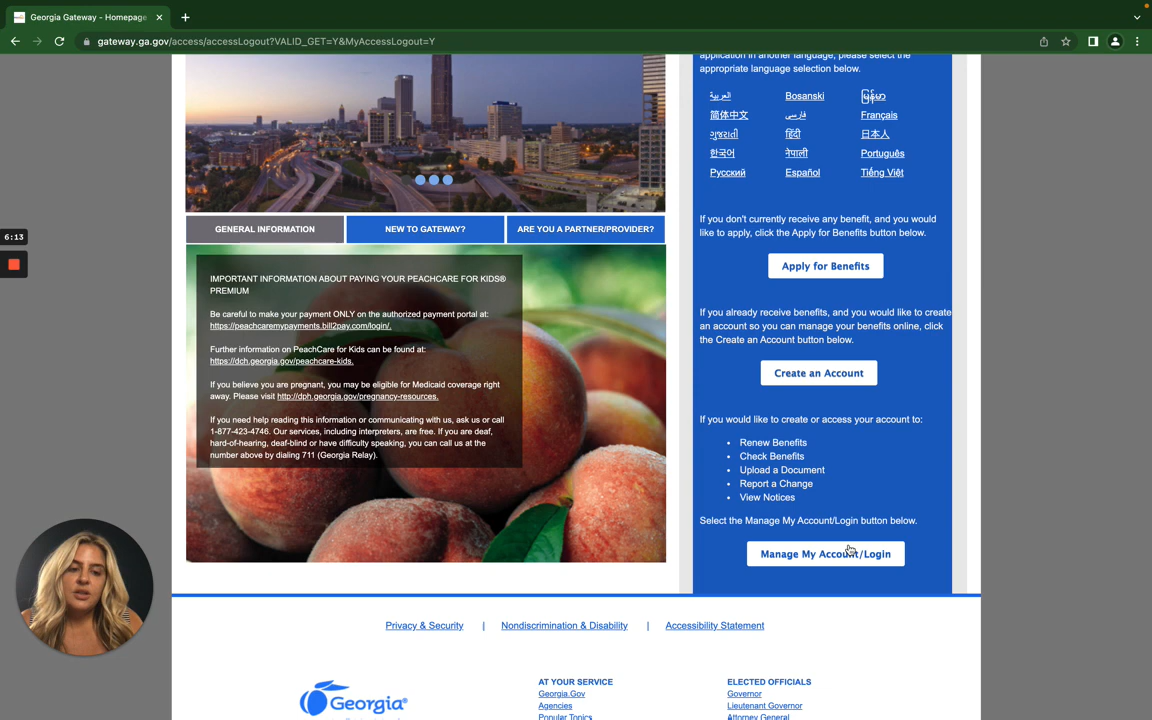 Georgia Gateway - Homepage
gateway.ga.gov/access/accessLogout?VALID_GET=Y&MyAccessLogout=Y
application in another language, please select the
appropriate language selection below.
العربية Bosanski မြန်မာ
简体中文 فارسی Français
ગુજરાતી हिंदी 日本人
한국어 नेपाली Português
Русский Español Tiếng Việt
6:13
GENERAL INFORMATION NEW TO GATEWAY? ARE YOU A PARTNER/PROVIDER?
IMPORTANT INFORMATION ABOUT PAYING YOUR PEACHCARE FOR KIDS®
PREMIUM
Be careful to make your payment ONLY on the authorized payment portal at:
https://peachcaremypayments.bill2pay.com/login/.
Further information on PeachCare for Kids can be found at:
https://dch.georgia.gov/peachcare-kids.
If you believe you are pregnant, you may be eligible for Medicaid coverage right
away. Please visit http://dph.georgia.gov/pregnancy-resources.
If you need help reading this information or communicating with us, ask us or call
1-877-423-4746. Our services, including interpreters, are free. If you are deaf,
hard-of-hearing, deaf-blind or have difficulty speaking, you can call us at the
number above by dialing 711 (Georgia Relay).
If you don't currently receive any benefit, and you would
like to apply, click the Apply for Benefits button below.
Apply for Benefits
If you already receive benefits, and you would like to create
an account so you can manage your benefits online, click
the Create an Account button below.
Create an Account
If you would like to create or access your account to:
• Renew Benefits
• Check Benefits
• Upload a Document
• Report a Change
• View Notices
Select the Manage My Account/Login button below.
Manage My Account/Login
Privacy & Security | Nondiscrimination & Disability | Accessibility Statement
Georgia®
AT YOUR SERVICE
Georgia.Gov
Agencies
Popular Topics
ELECTED OFFICIALS
Governor
Lieutenant Governor
Attorney General